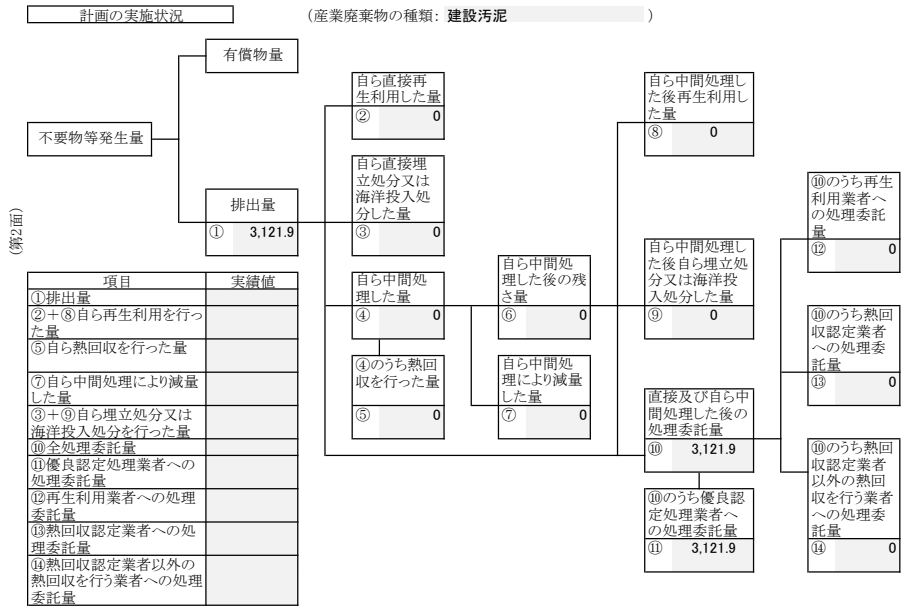 計画の実施状況
(産業廃棄物の種類: 建設汚泥 )
有償物量
不要物等発生量
排出量
① 3,121.9
自ら直接再
生利用した量
② 0
自ら直接埋
立処分又は
海洋投入処
分した量
③ 0
自ら中間処
理した量
④ 0
④のうち熱回
収を行った量
⑤ 0
自ら中間処
理した後の残
さ量
⑥ 0
自ら中間処
理により減量
した量
⑦ 0
自ら中間処理し
た後再生利用し
た量
⑧ 0
自ら中間処理し
た後自ら埋立処
分又は海洋投
入処分した量
⑨ 0
直接及び自ら中
間処理した後の
処理委託量
⑩ 3,121.9
⑩のうち優良認
定処理業者へ
の処理委託量
⑪ 3,121.9
⑩のうち再生
利用業者へ
の処理委託
量
⑫ 0
⑩のうち熱回
収認定業者
への処理委
託量
⑬ 0
⑩のうち熱回
収認定業者
以外の熱回
収を行う業者
への処理委
託量
⑭ 0
(第2面)
項目 実績値
①排出量
②+⑧自ら再生利用を行っ
た量
⑤自ら熱回収を行った量
⑦自ら中間処理により減量
した量
③+⑨自ら埋立処分又は
海洋投入処分を行った量
⑩全処理委託量
⑪優良認定処理業者への
処理委託量
⑫再生利用業者への処理
委託量
⑬熱回収認定業者への処
理委託量
⑭熱回収認定業者以外の
熱回収を行う業者への処理
委託量